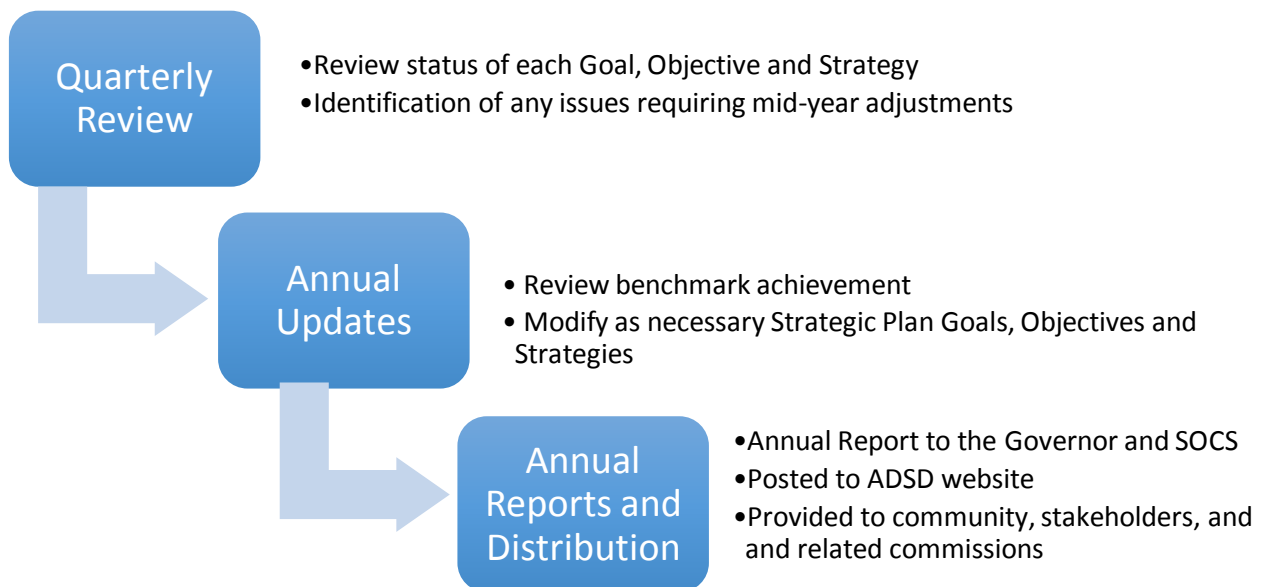 Quarterly
Review
•Review status of each Goal, Objective and Strategy
•Identification of any issues requiring mid-year adjustments
Annual
Updates
• Review benchmark achievement
• Modify as necessary Strategic Plan Goals, Objectives and
Strategies
Annual
Reports and
Distribution
•Annual Report to the Governor and SOCS
•Posted to ADSD website
•Provided to community, stakeholders, and
and related commissions